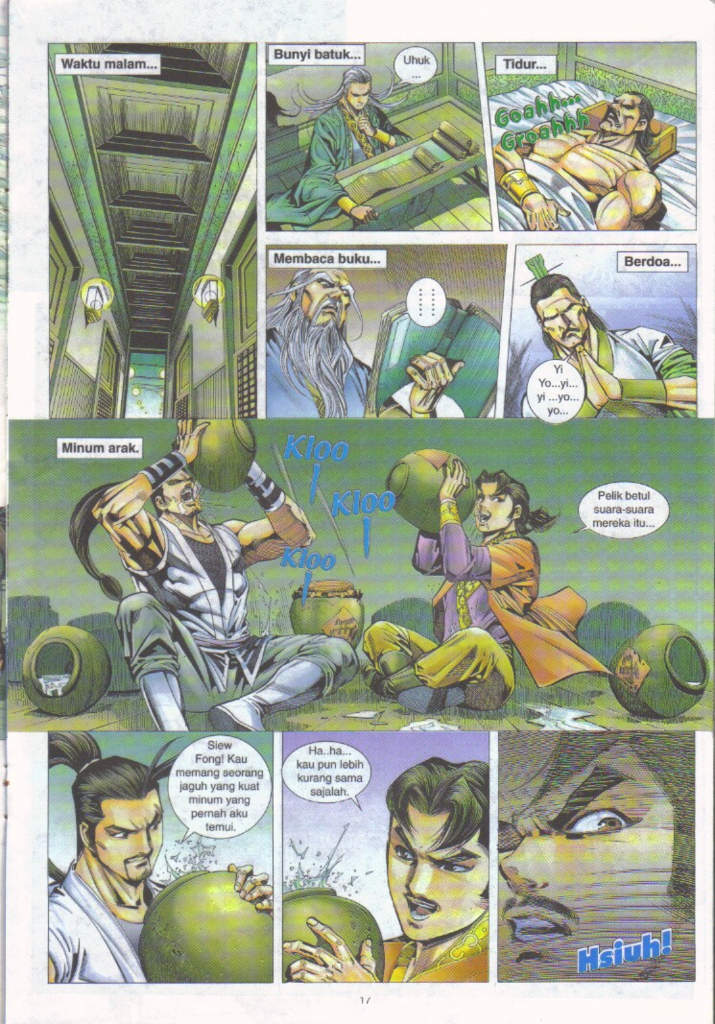 Waktu malam...
Bunyi batuk...
Uhuk
...
Tidur...
Goahh...
Groahhh
Membaca buku...
Berdoa...
Yi
Yo...yi...
yi ...yo...
yo...
Minum arak.
Kloo
Kloo
Kloo
Pelik betul
suara-suara
mereka itu...
Siew
Fong! Kau
memang seorang
jaguh yang kuat
minum yang
pernah aku
temui.
Ha..ha...
kau pun lebih
kurang sama
sajalah.
Hsiuh!
17